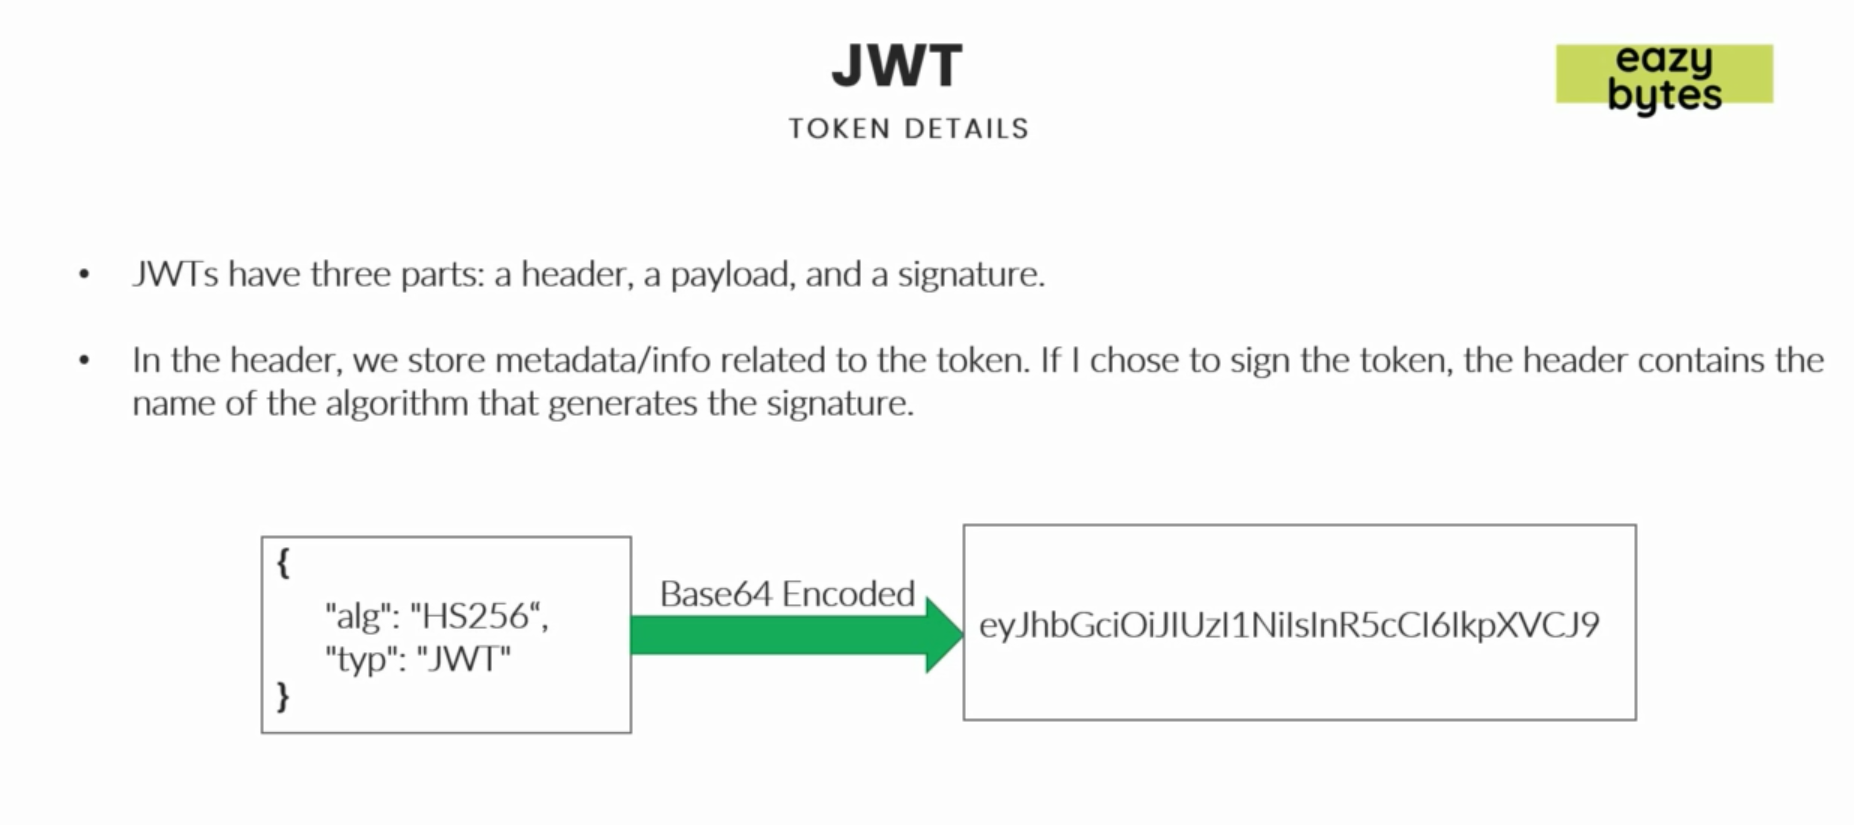 JWT
TOKEN DETAILS
eazy
bytes
• JWTs have three parts: a header, a payload, and a signature.
• In the header, we store metadata/info related to the token. If I chose to sign the token, the header contains the
name of the algorithm that generates the signature.
{
"alg": "HS256“,
"typ": "JWT"
}
Base64 Encoded
eyJhbGciOiJIUzI1NiIsInR5cCI6IkpXVCJ9